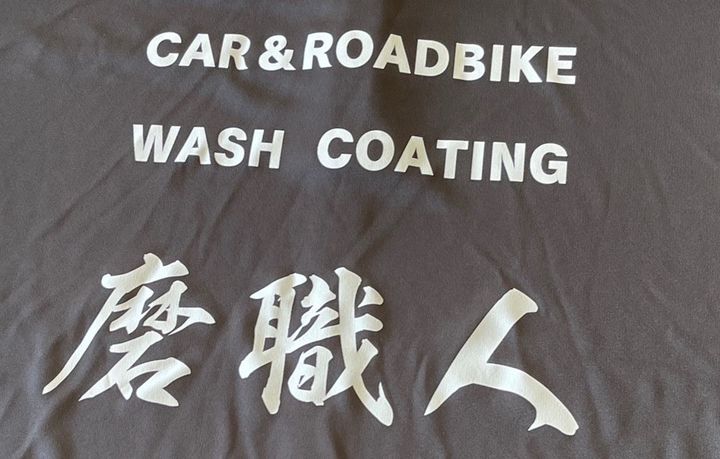 CAR&ROADBIKE
WASH COATING
磨職人